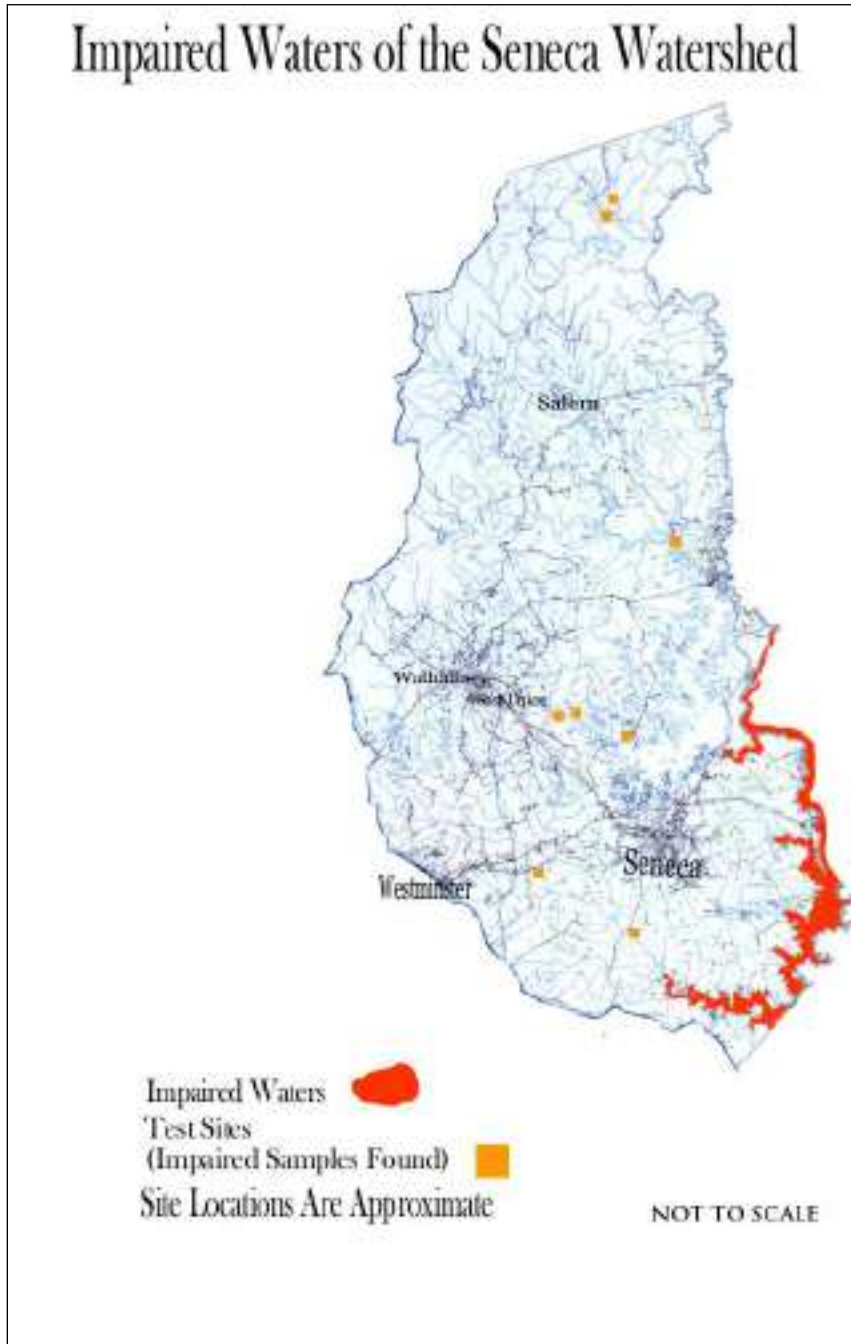 Impaired Waters of the Seneca Watershed
Salem
Westminster
Seneca
Impaired Waters
Test Sites
(Impaired Samples Found)
Site Locations Are Approximate
NOT TO SCALE